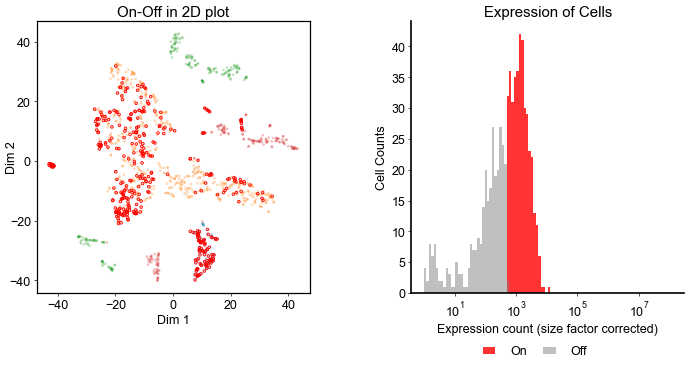 On-Off in 2D plot
Dim 2
40
20
0
−20
−40
−40 −20 0 20 40
Dim 1
Expression of Cells
Cell Counts
40
35
30
25
20
15
10
5
0
10^1 10^3 10^5 10^7
Expression count (size factor corrected)
On Off